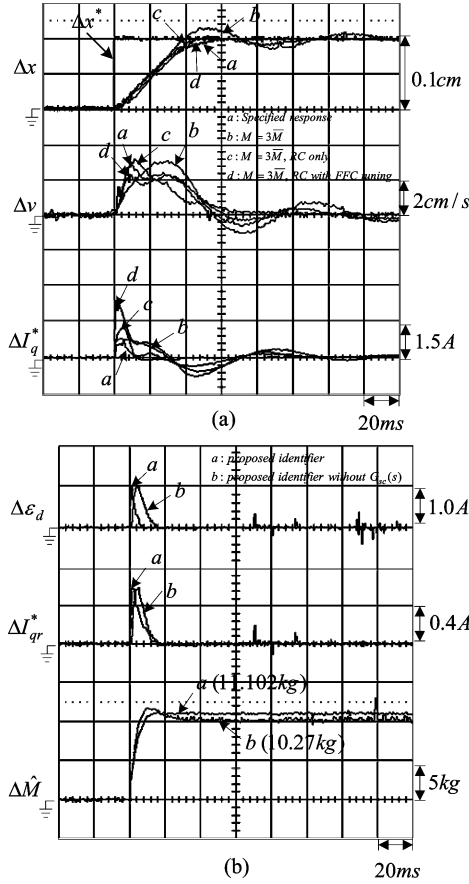 Δx*
c
b
Δx
d
a
0.1cm
a : Specified response
b : M = 3M̅
c : M = 3M̅, RC only
d : M = 3M̅, RC with FFC tuning
a
c
b
d
Δv
2cm/s
d
c
b
ΔI*q
a
1.5A
(a)
20ms
a : proposed identifier
b : proposed identifier without Gsc(s)
a
b
Δεd
1.0A
a
b
ΔI*qr
0.4A
a (11.102kg)
b (10.27kg)
ΔM̂
5kg
(b)
20ms